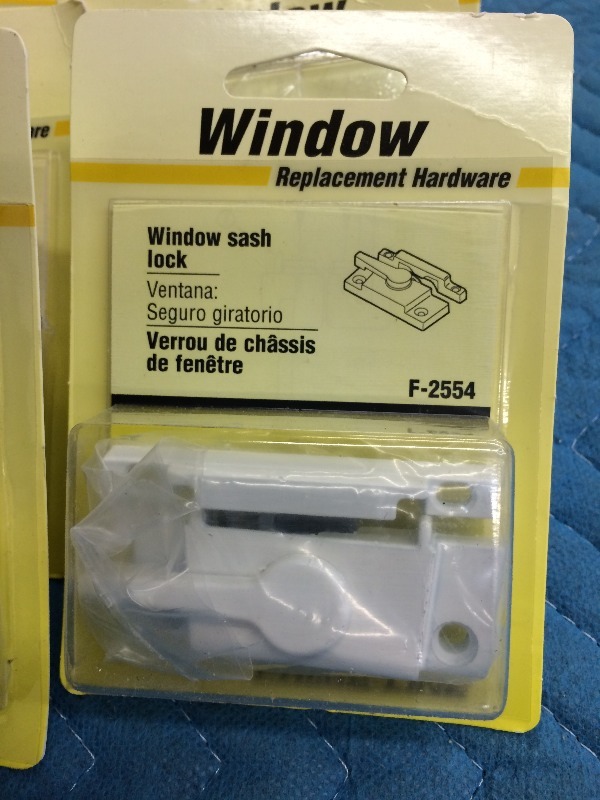 Window
Replacement Hardware
Window sash
lock
Ventana:
Seguro giratorio
Verrou de châssis
de fenêtre
F-2554